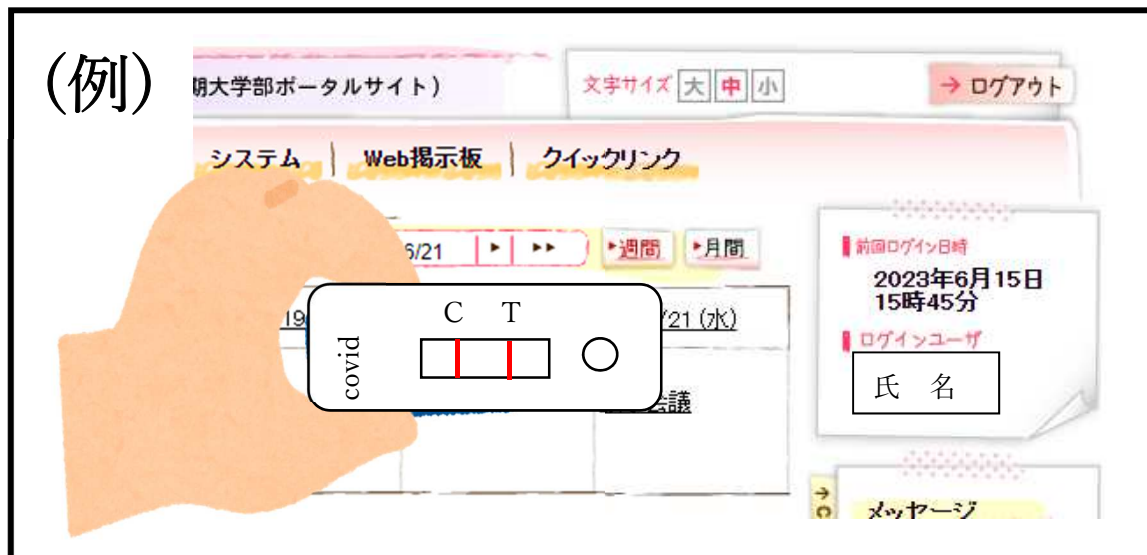 (例)
期大学部ポータルサイト)
文字サイズ 大 中 小
→ ログアウト
システム | Web掲示板 | クイックリンク
6/21
週間
月間
前回ログイン日時
2023年6月15日
15時45分
19
/21 (水)
ログインユーザ
氏 名
covid
C T
会議
メッセージ